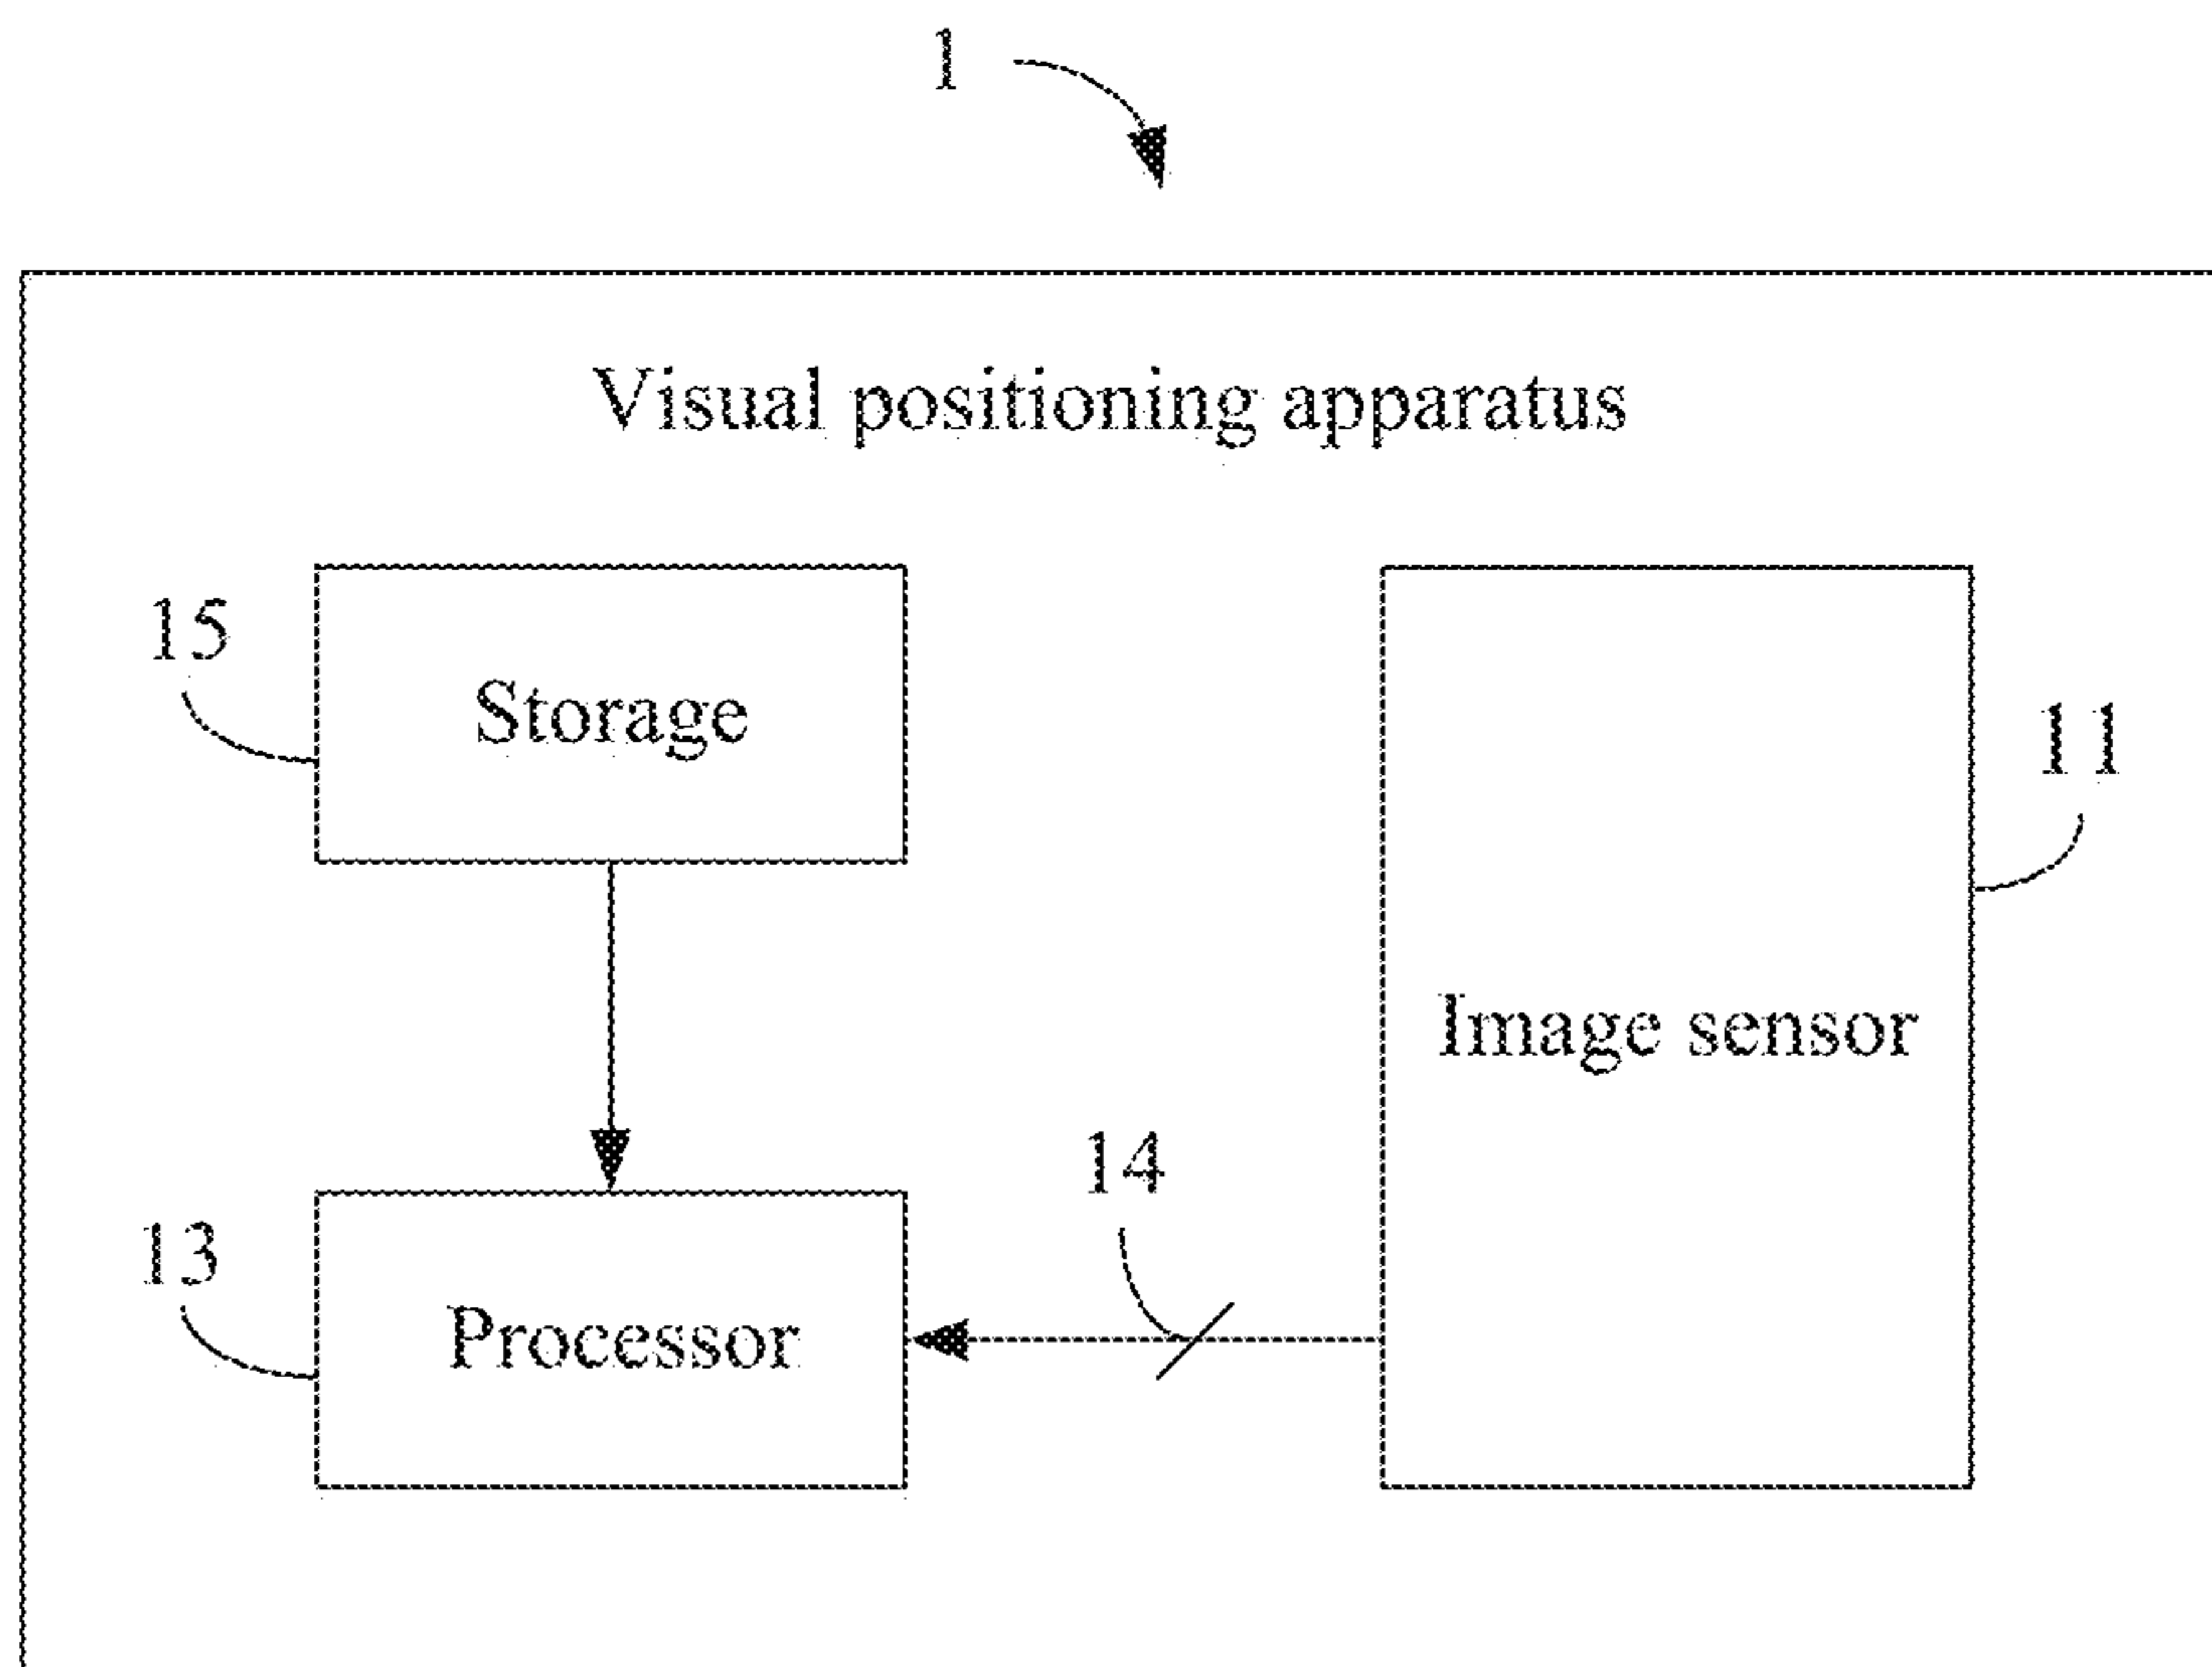 1
Visual positioning apparatus
15
Storage
11
Image sensor
14
13
Processor